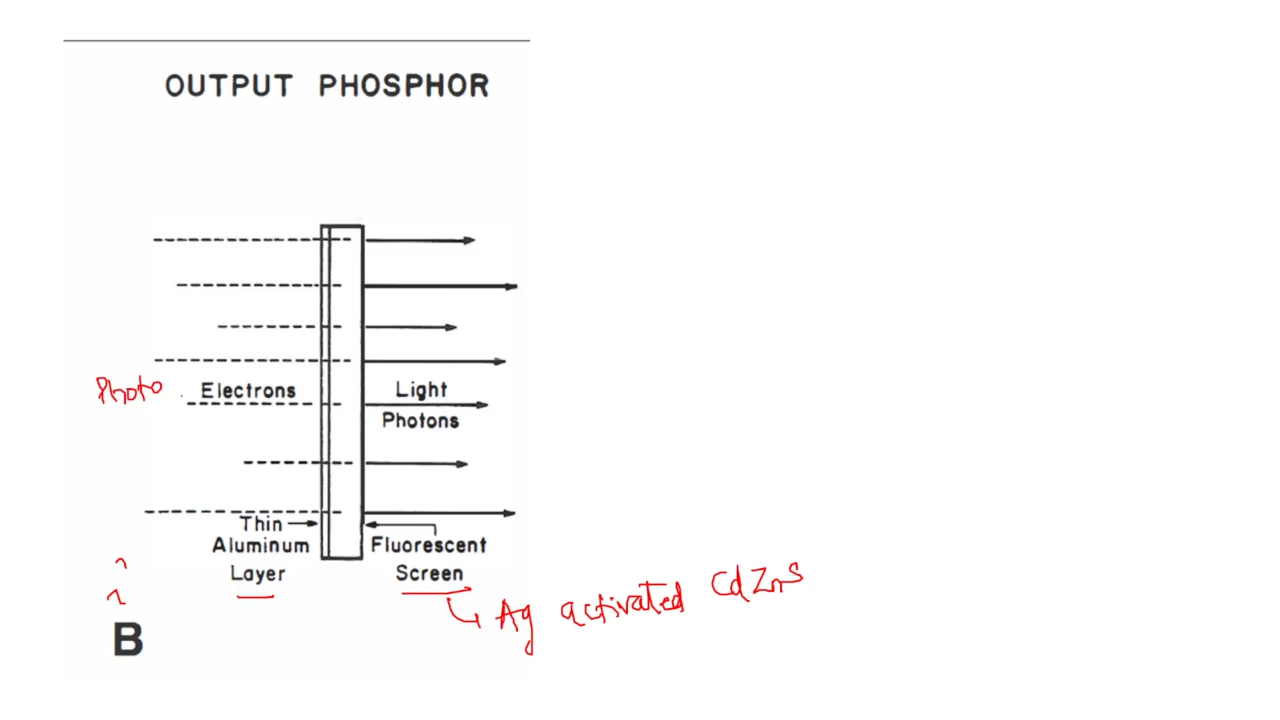 OUTPUT PHOSPHOR
Photo Electrons
Light
Photons
Thin
Aluminum
Layer
Fluorescent
Screen
Ag activated CdZnS
B